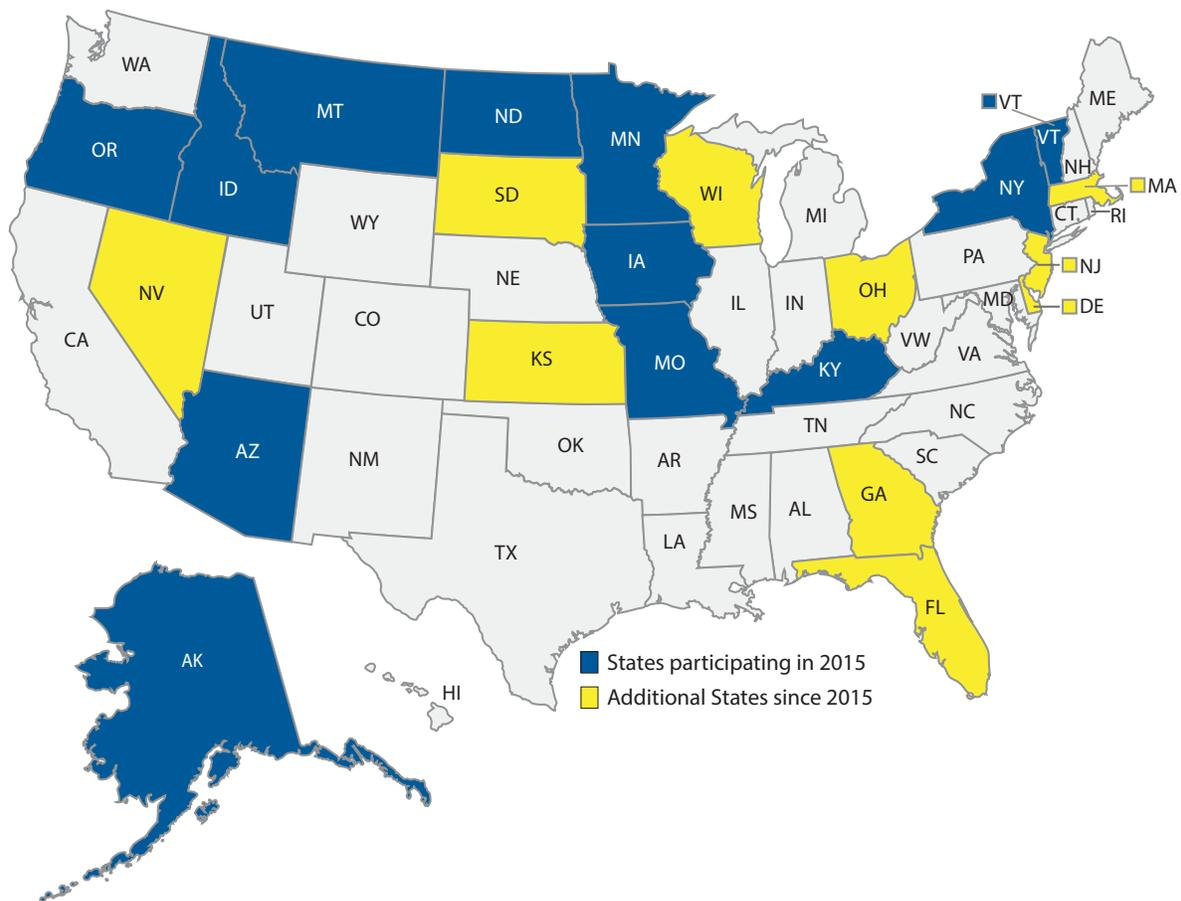 WA
ME
VT
MT
ND
MN
VT
OR
NH
ID
SD
WI
NY
MA
WY
MI
CT
RI
IA
PA
NJ
NE
NV
OH
MD
DE
UT
CO
IL
IN
CA
VW
VA
KS
MO
KY
NC
TN
AZ
NM
OK
AR
SC
GA
MS
AL
TX
LA
FL
AK
States participating in 2015
HI
Additional States since 2015